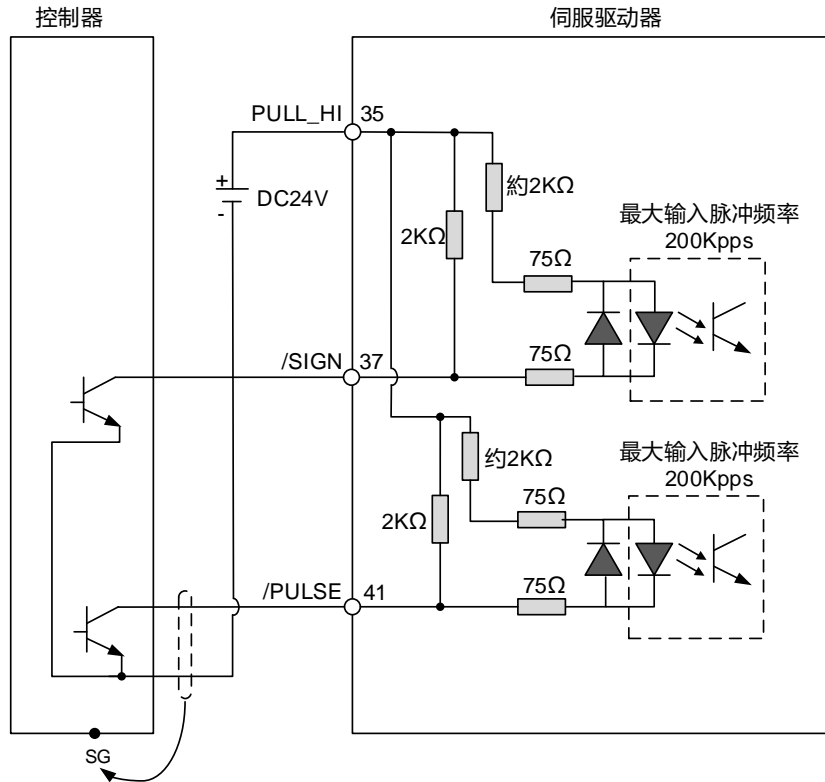 控制器
伺服驱动器
PULL_HI 35
+
-
DC24V
約2KΩ
2KΩ
最大输入脉冲频率
200Kpps
75Ω
/SIGN 37
75Ω
约2KΩ
最大输入脉冲频率
200Kpps
75Ω
2KΩ
/PULSE 41
75Ω
SG